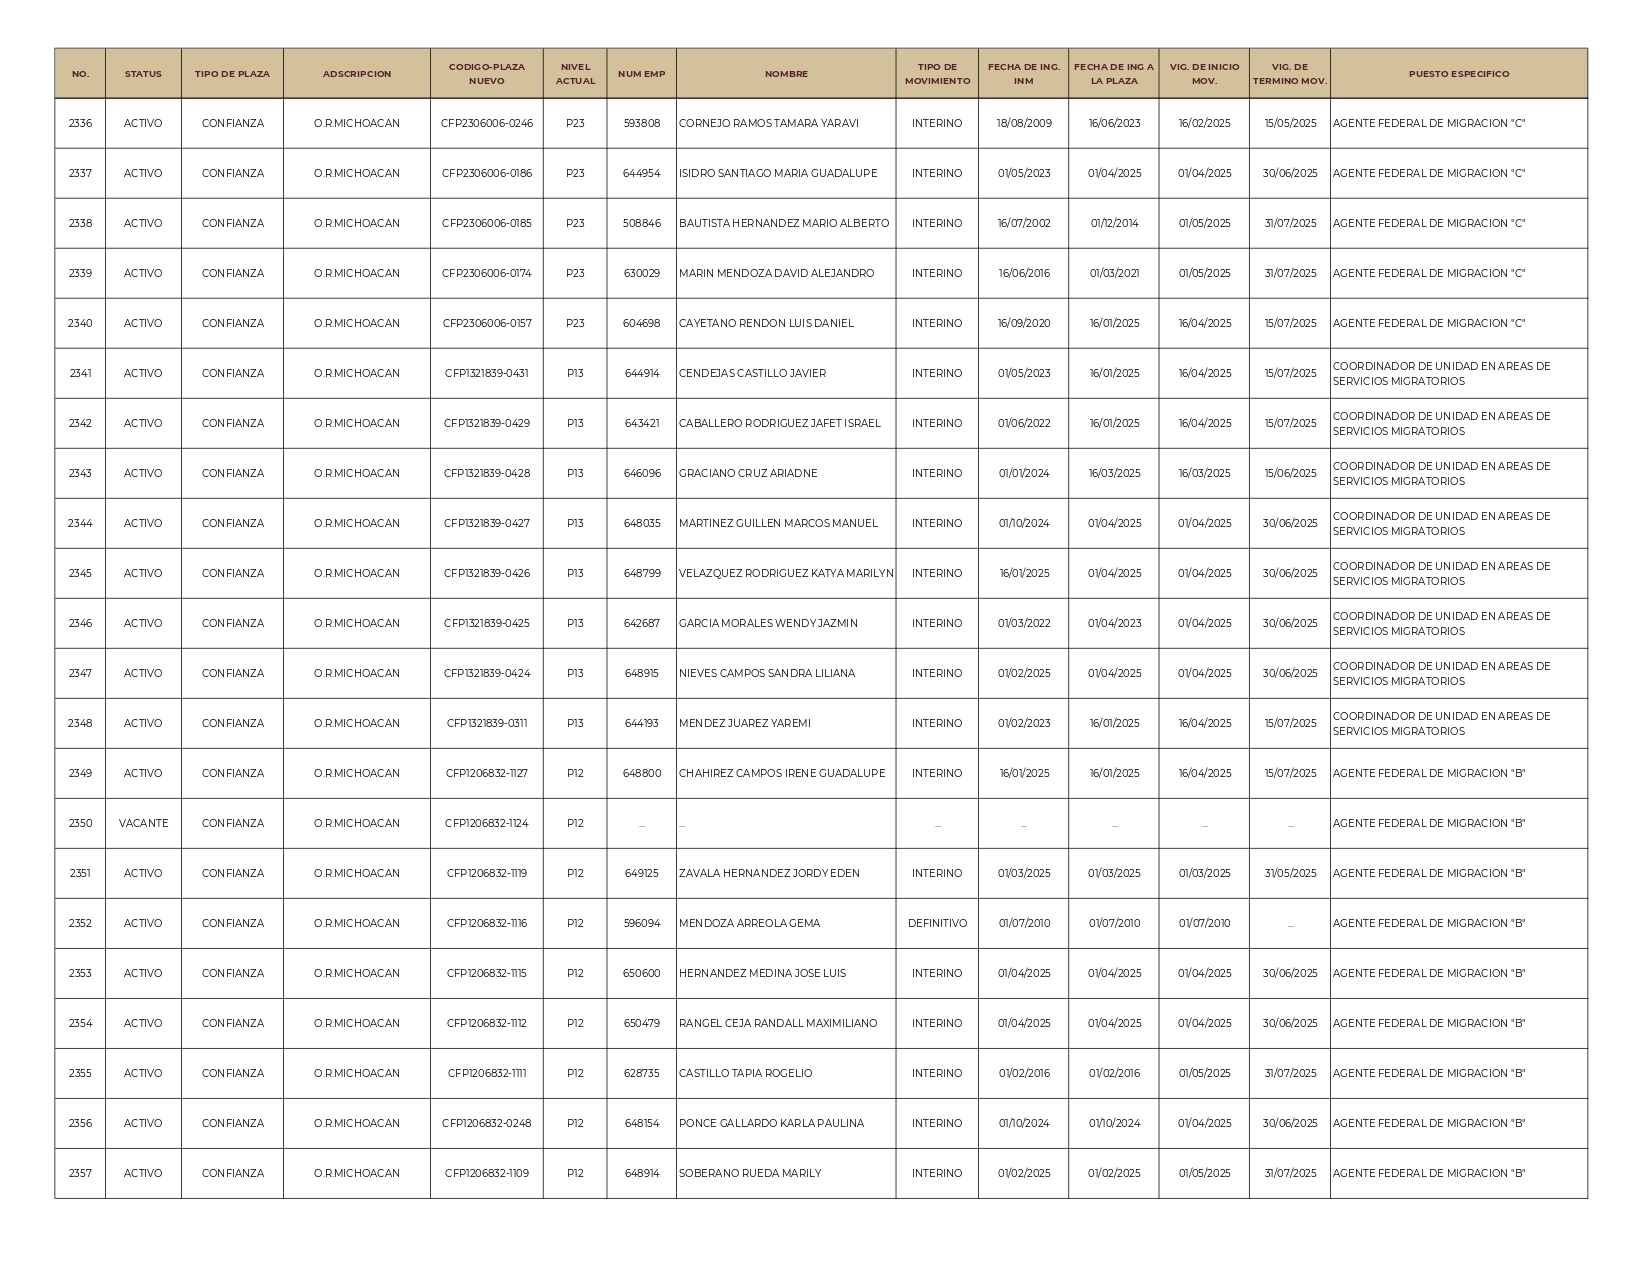 NO. STATUS TIPO DE PLAZA ADSCRIPCION CODIGO-PLAZA NUEVO NIVEL ACTUAL NUM EMP NOMBRE TIPO DE MOVIMIENTO FECHA DE ING. INM FECHA DE ING A LA PLAZA VIG. DE INICIO MOV. VIG. DE TERMINO MOV. PUESTO ESPECIFICO
2336 ACTIVO CONFIANZA O.R.MICHOACAN CFP2306006-0246 P23 593808 CORNEJO RAMOS TAMARA YARAVI INTERINO 18/08/2009 16/06/2023 16/02/2025 15/05/2025 AGENTE FEDERAL DE MIGRACION "C"
2337 ACTIVO CONFIANZA O.R.MICHOACAN CFP2306006-0186 P23 644954 ISIDRO SANTIAGO MARIA GUADALUPE INTERINO 01/05/2023 01/04/2025 01/04/2025 30/06/2025 AGENTE FEDERAL DE MIGRACION "C"
2338 ACTIVO CONFIANZA O.R.MICHOACAN CFP2306006-0185 P23 508846 BAUTISTA HERNANDEZ MARIO ALBERTO INTERINO 16/07/2002 01/12/2014 01/05/2025 31/07/2025 AGENTE FEDERAL DE MIGRACION "C"
2339 ACTIVO CONFIANZA O.R.MICHOACAN CFP2306006-0174 P23 630029 MARIN MENDOZA DAVID ALEJANDRO INTERINO 16/06/2016 01/03/2021 01/05/2025 31/07/2025 AGENTE FEDERAL DE MIGRACION "C"
2340 ACTIVO CONFIANZA O.R.MICHOACAN CFP2306006-0157 P23 604698 CAYETANO RENDON LUIS DANIEL INTERINO 16/09/2020 16/01/2025 16/04/2025 15/07/2025 AGENTE FEDERAL DE MIGRACION "C"
2341 ACTIVO CONFIANZA O.R.MICHOACAN CFP1321839-0431 P13 644914 CENDEJAS CASTILLO JAVIER INTERINO 01/05/2023 16/01/2025 16/04/2025 15/07/2025 COORDINADOR DE UNIDAD EN AREAS DE SERVICIOS MIGRATORIOS
2342 ACTIVO CONFIANZA O.R.MICHOACAN CFP1321839-0429 P13 643421 CABALLERO RODRIGUEZ JAFET ISRAEL INTERINO 01/06/2022 16/01/2025 16/04/2025 15/07/2025 COORDINADOR DE UNIDAD EN AREAS DE SERVICIOS MIGRATORIOS
2343 ACTIVO CONFIANZA O.R.MICHOACAN CFP1321839-0428 P13 646096 GRACIANO CRUZ ARIADNE INTERINO 01/01/2024 16/03/2025 16/03/2025 15/06/2025 COORDINADOR DE UNIDAD EN AREAS DE SERVICIOS MIGRATORIOS
2344 ACTIVO CONFIANZA O.R.MICHOACAN CFP1321839-0427 P13 648035 MARTINEZ GUILLEN MARCOS MANUEL INTERINO 01/10/2024 01/04/2025 01/04/2025 30/06/2025 COORDINADOR DE UNIDAD EN AREAS DE SERVICIOS MIGRATORIOS
2345 ACTIVO CONFIANZA O.R.MICHOACAN CFP1321839-0426 P13 648799 VELAZQUEZ RODRIGUEZ KATYA MARILYN INTERINO 16/01/2025 01/04/2025 01/04/2025 30/06/2025 COORDINADOR DE UNIDAD EN AREAS DE SERVICIOS MIGRATORIOS
2346 ACTIVO CONFIANZA O.R.MICHOACAN CFP1321839-0425 P13 642687 GARCIA MORALES WENDY JAZMIN INTERINO 01/03/2022 01/04/2023 01/04/2025 30/06/2025 COORDINADOR DE UNIDAD EN AREAS DE SERVICIOS MIGRATORIOS
2347 ACTIVO CONFIANZA O.R.MICHOACAN CFP1321839-0424 P13 648915 NIEVES CAMPOS SANDRA LILIANA INTERINO 01/02/2025 01/04/2025 01/04/2025 30/06/2025 COORDINADOR DE UNIDAD EN AREAS DE SERVICIOS MIGRATORIOS
2348 ACTIVO CONFIANZA O.R.MICHOACAN CFP1321839-0311 P13 644193 MENDEZ JUAREZ YAREMI INTERINO 01/02/2023 16/01/2025 16/04/2025 15/07/2025 COORDINADOR DE UNIDAD EN AREAS DE SERVICIOS MIGRATORIOS
2349 ACTIVO CONFIANZA O.R.MICHOACAN CFP1206832-1127 P12 648800 CHAHIREZ CAMPOS IRENE GUADALUPE INTERINO 16/01/2025 16/01/2025 16/04/2025 15/07/2025 AGENTE FEDERAL DE MIGRACION "B"
2350 VACANTE CONFIANZA O.R.MICHOACAN CFP1206832-1124 P12 ... ... ... ... ... ... ... AGENTE FEDERAL DE MIGRACION "B"
2351 ACTIVO CONFIANZA O.R.MICHOACAN CFP1206832-1119 P12 649125 ZAVALA HERNANDEZ JORDY EDEN INTERINO 01/03/2025 01/03/2025 01/03/2025 31/05/2025 AGENTE FEDERAL DE MIGRACION "B"
2352 ACTIVO CONFIANZA O.R.MICHOACAN CFP1206832-1116 P12 596094 MENDOZA ARREOLA GEMA DEFINITIVO 01/07/2010 01/07/2010 01/07/2010 ... AGENTE FEDERAL DE MIGRACION "B"
2353 ACTIVO CONFIANZA O.R.MICHOACAN CFP1206832-1115 P12 650600 HERNANDEZ MEDINA JOSE LUIS INTERINO 01/04/2025 01/04/2025 01/04/2025 30/06/2025 AGENTE FEDERAL DE MIGRACION "B"
2354 ACTIVO CONFIANZA O.R.MICHOACAN CFP1206832-1112 P12 650479 RANGEL CEJA RANDALL MAXIMILIANO INTERINO 01/04/2025 01/04/2025 01/04/2025 30/06/2025 AGENTE FEDERAL DE MIGRACION "B"
2355 ACTIVO CONFIANZA O.R.MICHOACAN CFP1206832-1111 P12 628735 CASTILLO TAPIA ROGELIO INTERINO 01/02/2016 01/02/2016 01/05/2025 31/07/2025 AGENTE FEDERAL DE MIGRACION "B"
2356 ACTIVO CONFIANZA O.R.MICHOACAN CFP1206832-0248 P12 648154 PONCE GALLARDO KARLA PAULINA INTERINO 01/10/2024 01/10/2024 01/04/2025 30/06/2025 AGENTE FEDERAL DE MIGRACION "B"
2357 ACTIVO CONFIANZA O.R.MICHOACAN CFP1206832-1109 P12 648914 SOBERANO RUEDA MARILY INTERINO 01/02/2025 01/02/2025 01/05/2025 31/07/2025 AGENTE FEDERAL DE MIGRACION "B"